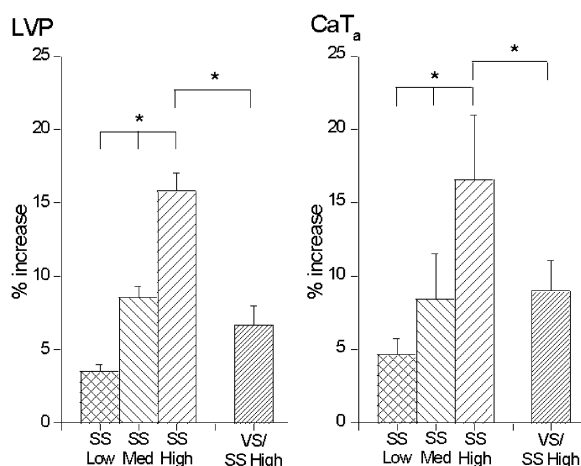 LVP
% increase
25
20
15
10
5
0
*
*
SS Low
SS Med
SS High
VS/ SS High
CaTa
% increase
25
20
15
10
5
0
*
*
SS Low
SS Med
SS High
VS/ SS High